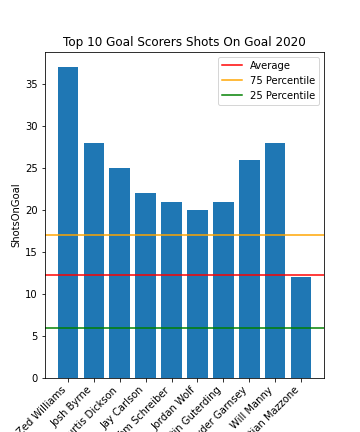 Top 10 Goal Scorers Shots On Goal 2020
Average
75 Percentile
25 Percentile
35
30
25
20
15
10
5
0
ShotsOnGoal
Zed Williams
Josh Byrne
Dickson
Jay Carlson
Schreiber
Jordan Wolf
Guterding
Garnsey
Will Manny
Mazzone